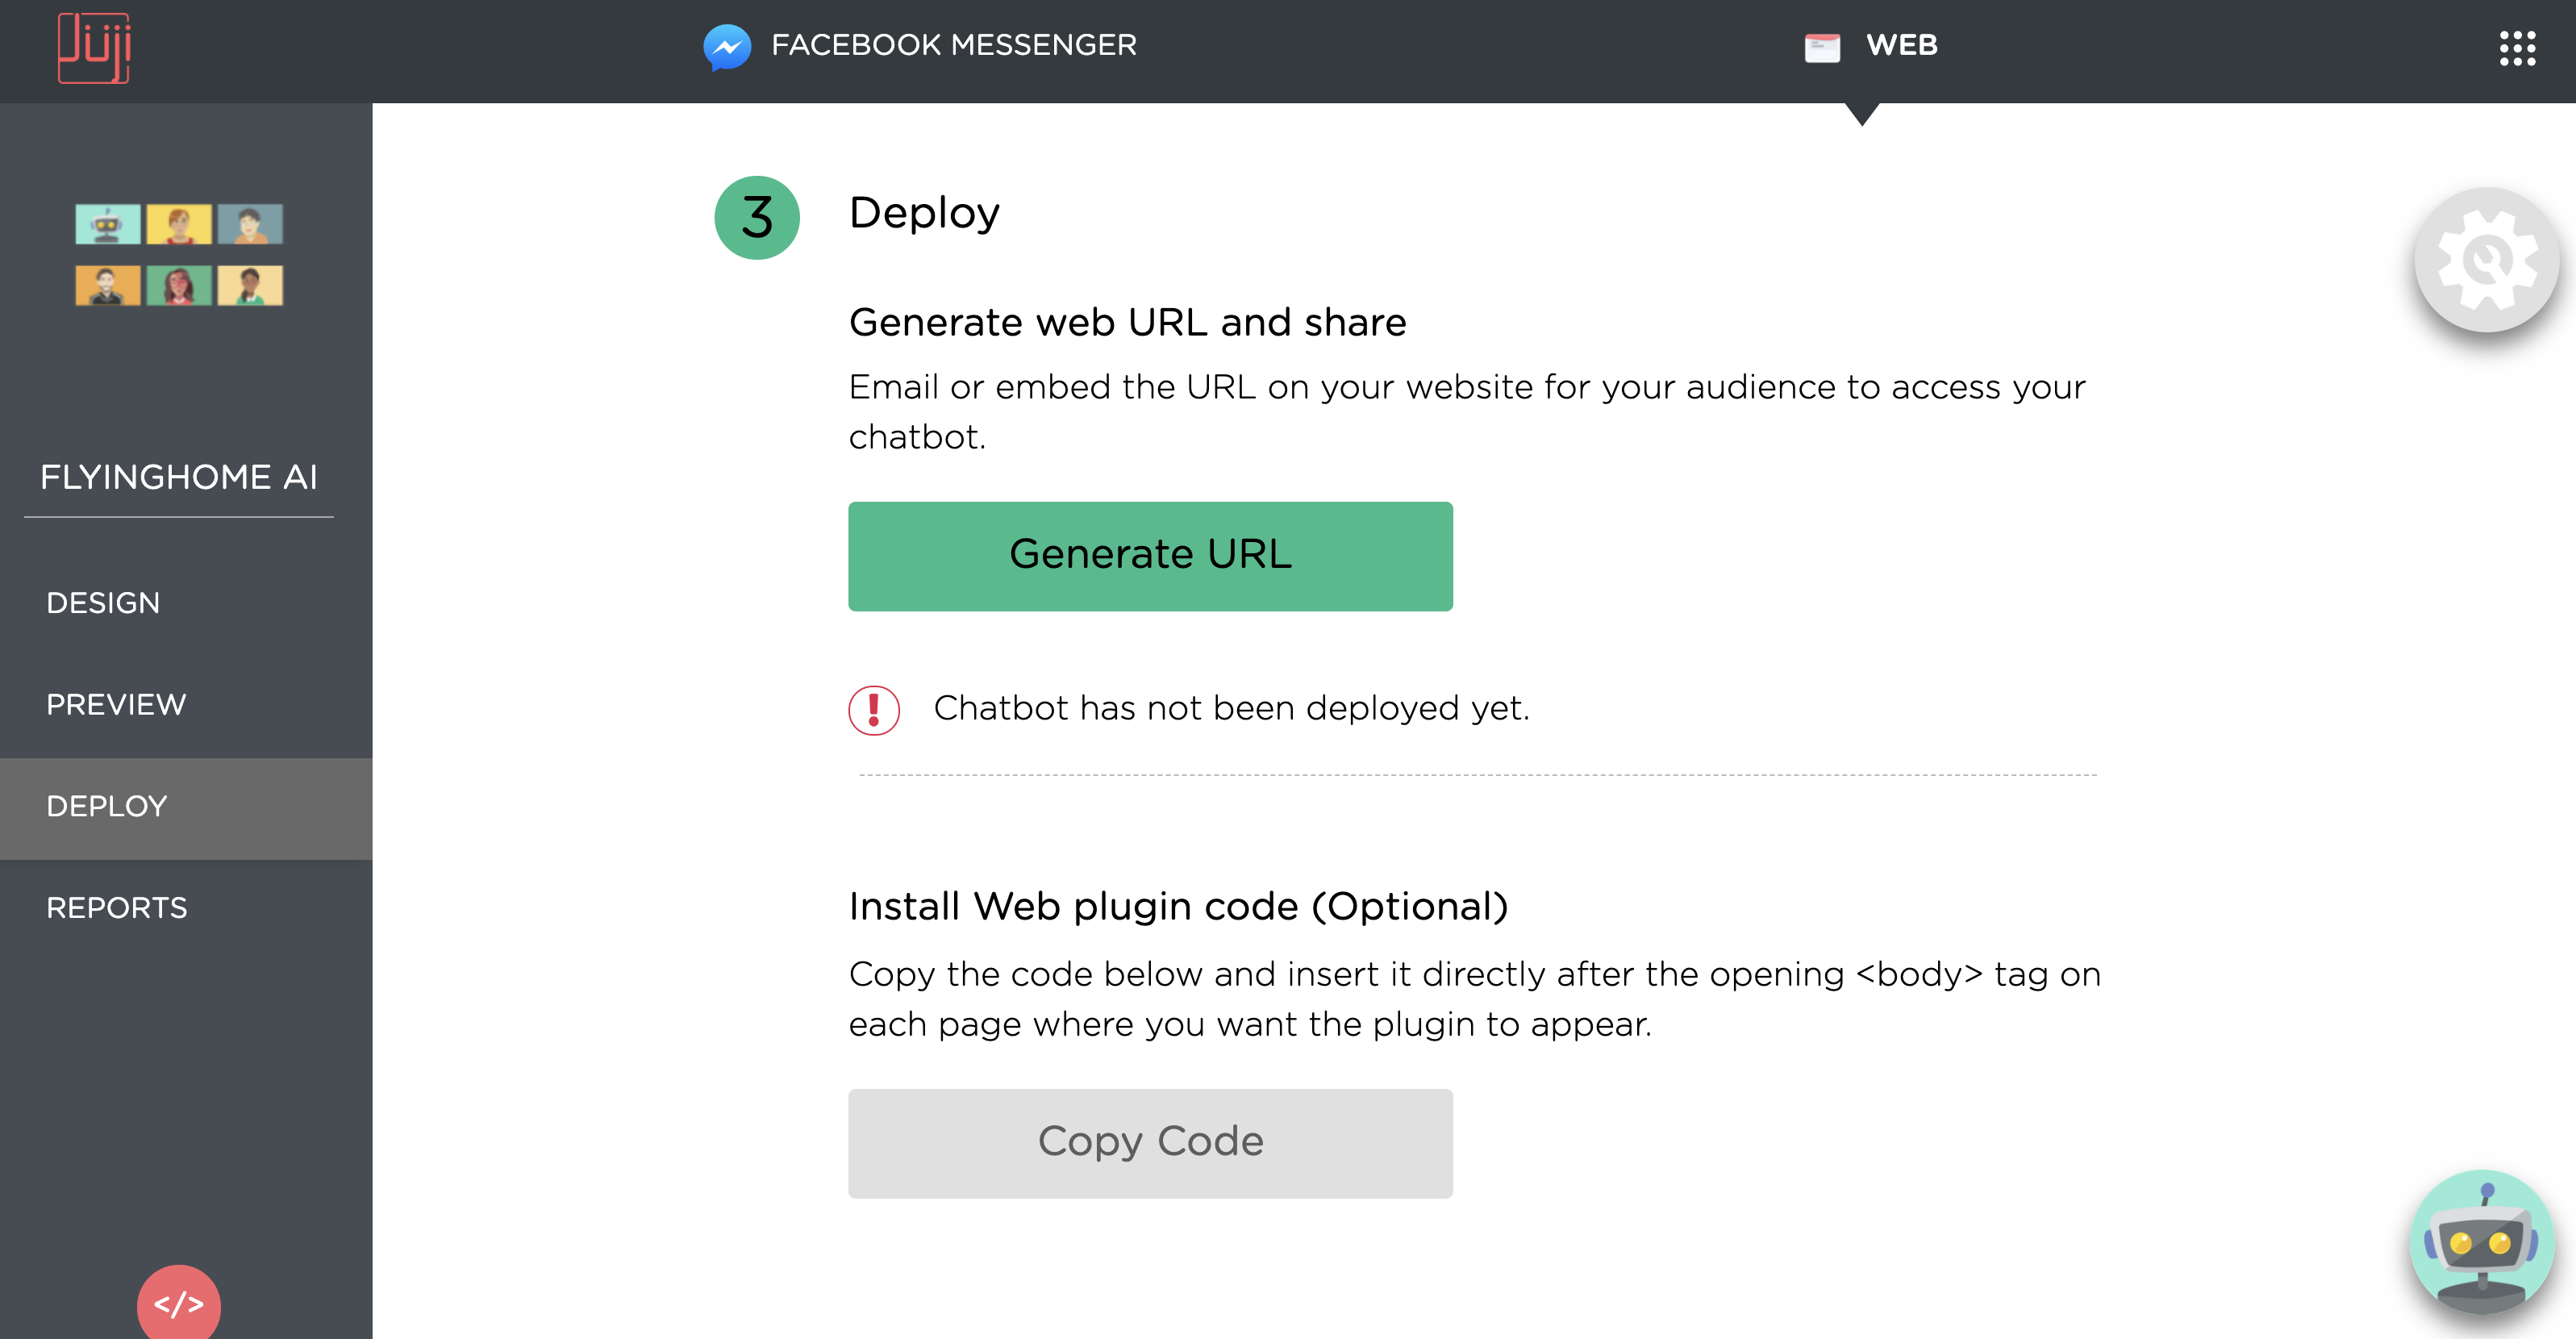 Juji
FACEBOOK MESSENGER
WEB
FLYINGHOME AI
DESIGN
PREVIEW
DEPLOY
REPORTS
</>
3
Deploy
Generate web URL and share
Email or embed the URL on your website for your audience to access your
chatbot.
Generate URL
Chatbot has not been deployed yet.
Install Web plugin code (Optional)
Copy the code below and insert it directly after the opening <body> tag on
each page where you want the plugin to appear.
Copy Code